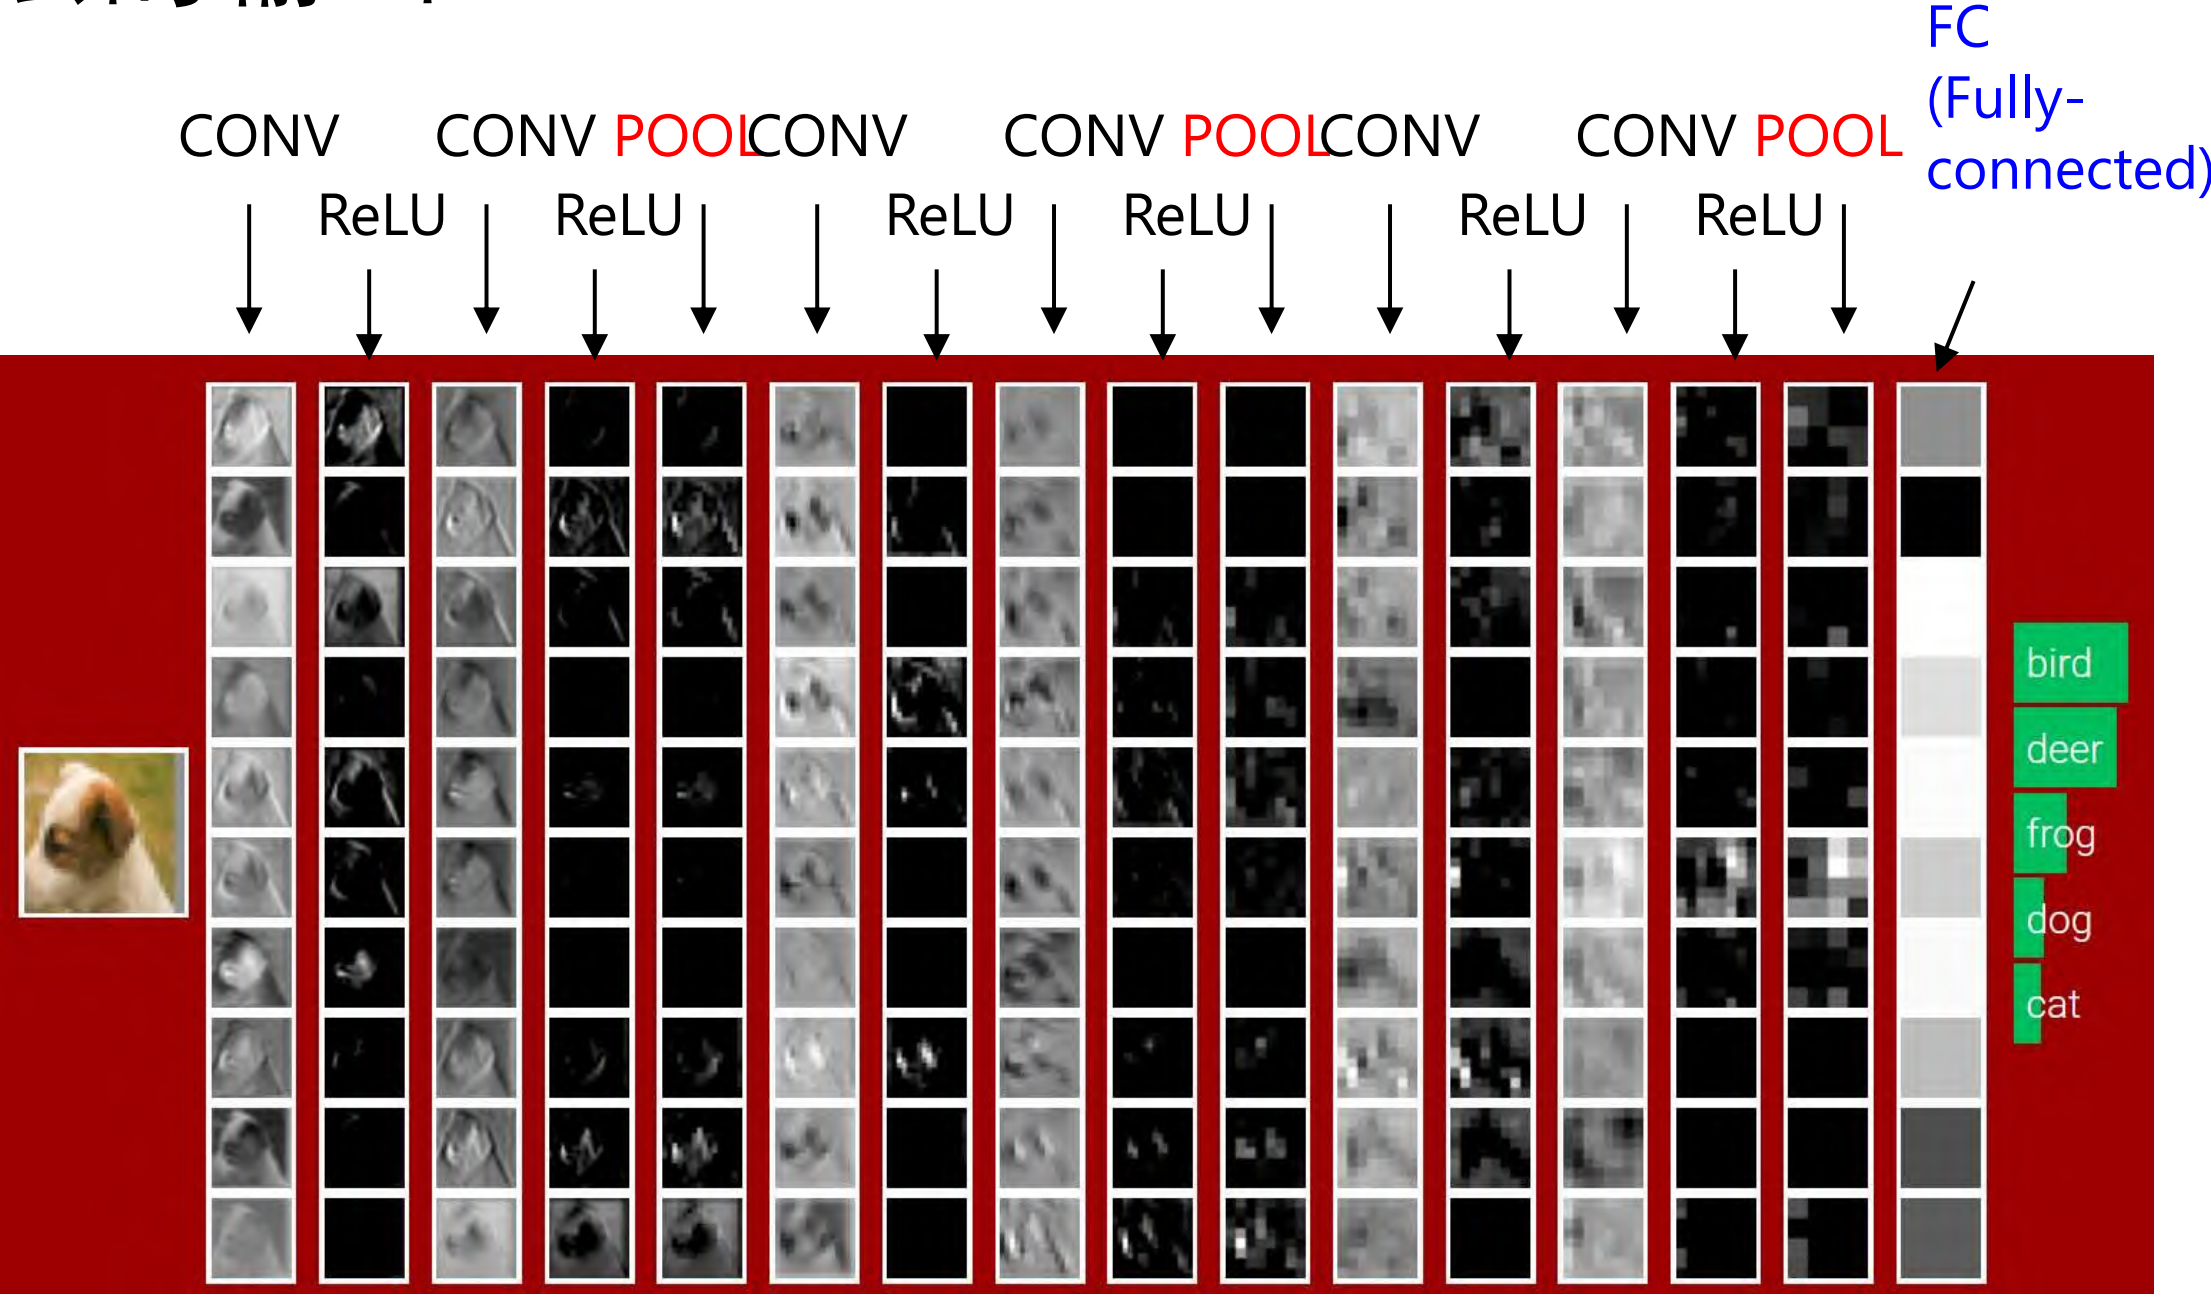 FC
(Fully-
connected)
CONV CONV POOL CONV CONV POOL CONV CONV POOL
ReLU ReLU ReLU ReLU ReLU ReLU
bird
deer
frog
dog
cat